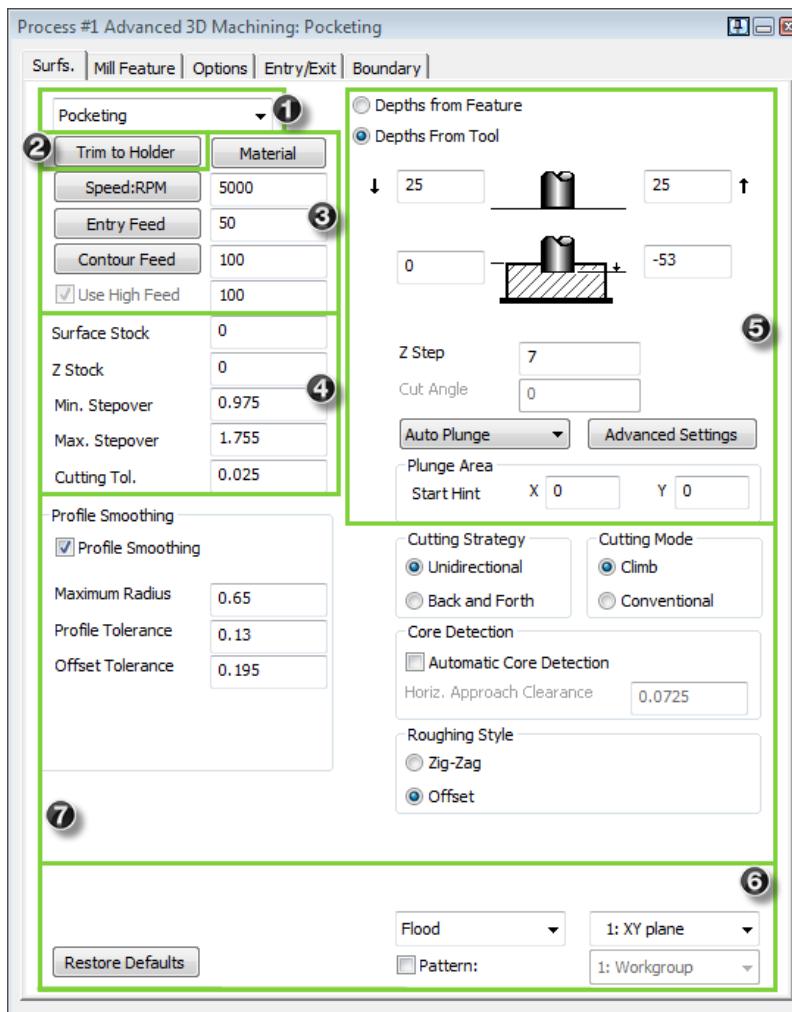 Process #1 Advanced 3D Machining: Pocketing
Surfs. Mill Feature Options Entry/Exit Boundary
Pocketing
1
2
Trim to Holder
Material
Speed:RPM 5000
3
Entry Feed 50
Contour Feed 100
Use High Feed 100
Surface Stock 0
Z Stock 0
4
Min. Stepover 0.975
Max. Stepover 1.755
Cutting Tol. 0.025
Depths from Feature
Depths From Tool
25 25
0 -53
5
Z Step 7
Cut Angle 0
Auto Plunge Advanced Settings
Plunge Area
Start Hint X 0 Y 0
Profile Smoothing
Profile Smoothing
Maximum Radius 0.65
Profile Tolerance 0.13
Offset Tolerance 0.195
7
Cutting Strategy
Unidirectional
Back and Forth
Cutting Mode
Climb
Conventional
Core Detection
Automatic Core Detection
Horiz. Approach Clearance 0.0725
Roughing Style
Zig-Zag
Offset
6
Flood 1: XY plane
Restore Defaults
Pattern: 1: Workgroup